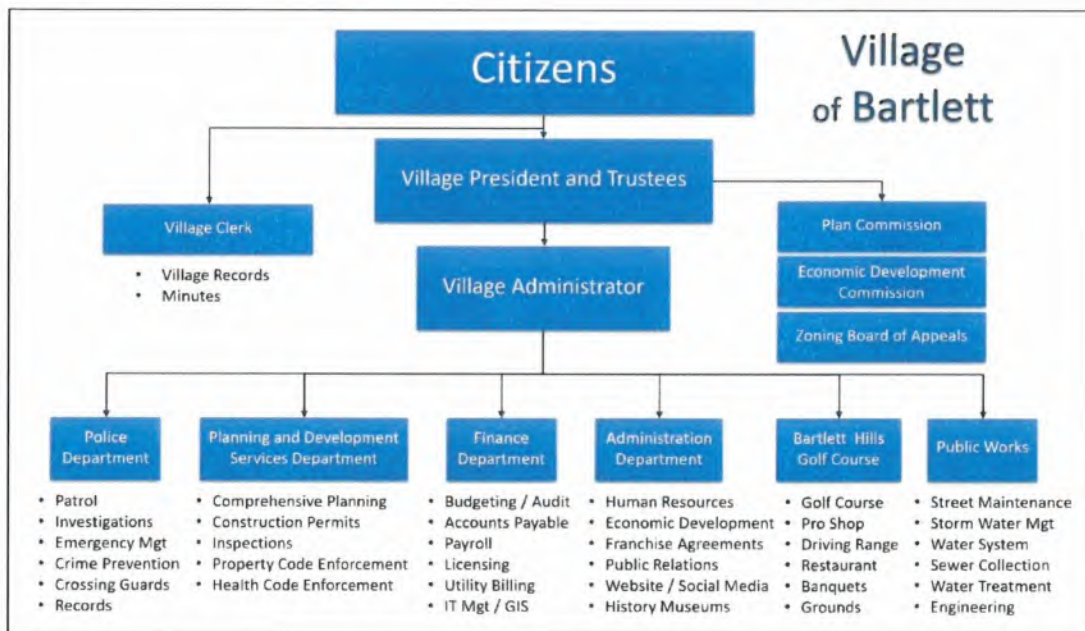 Citizens
Village
of Bartlett
Village President and Trustees
Village Clerk
• Village Records
• Minutes
Plan Commission
Economic Development
Commission
Zoning Board of Appeals
Village Administrator
Police
Department
• Patrol
• Investigations
• Emergency Mgt
• Crime Prevention
• Crossing Guards
• Records
Planning and Development
Services Department
• Comprehensive Planning
• Construction Permits
• Inspections
• Property Code Enforcement
• Health Code Enforcement
Finance
Department
• Budgeting / Audit
• Accounts Payable
• Payroll
• Licensing
• Utility Billing
• IT Mgt / GIS
Administration
Department
• Human Resources
• Economic Development
• Franchise Agreements
• Public Relations
• Website / Social Media
• History Museums
Bartlett Hills
Golf Course
• Golf Course
• Pro Shop
• Driving Range
• Restaurant
• Banquets
• Grounds
Public Works
• Street Maintenance
• Storm Water Mgt
• Water System
• Sewer Collection
• Water Treatment
• Engineering